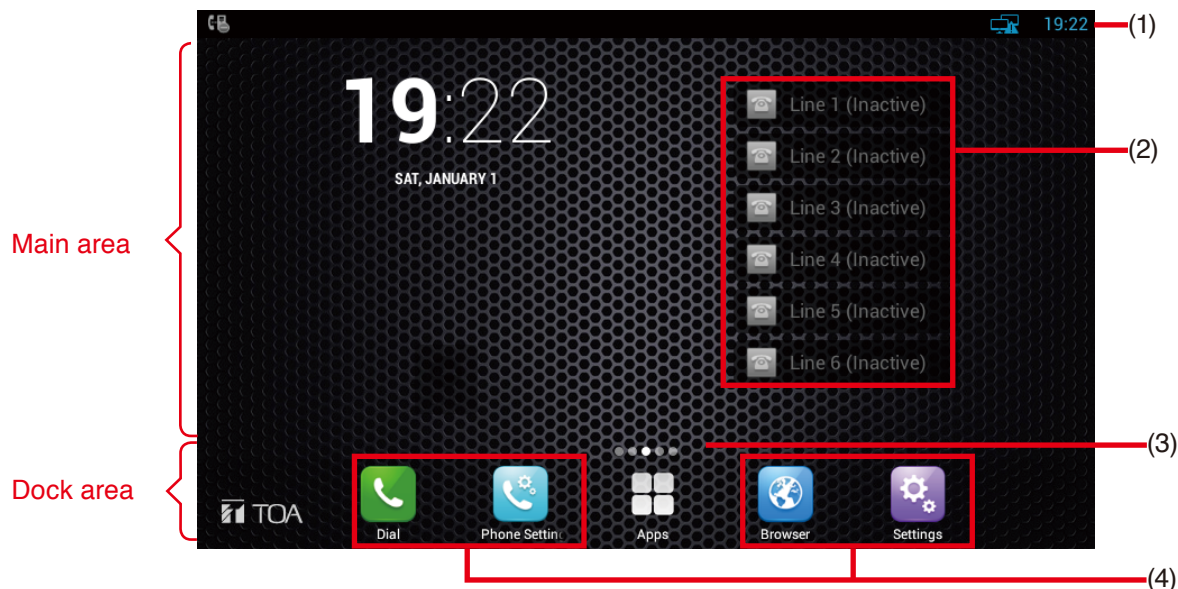 19:22
(1)
19:22
SAT, JANUARY 1
Line 1 (Inactive)
Line 2 (Inactive)
(2)
Line 3 (Inactive)
Main area
Line 4 (Inactive)
Line 5 (Inactive)
Line 6 (Inactive)
(3)
Dock area
TOA
Dial
Phone Settin
Apps
Browser
Settings
(4)